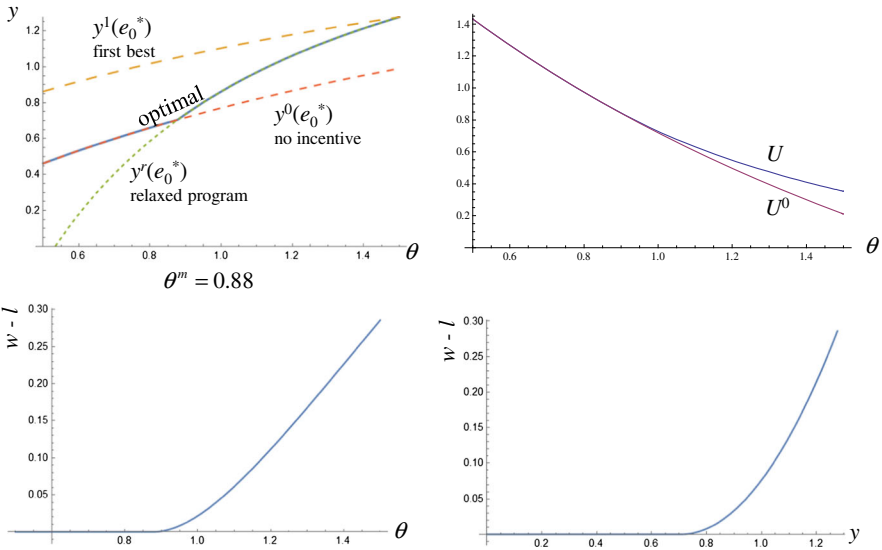 y
1.2
1.0
0.8
0.6
0.4
0.2
0.6
0.8
1.0
1.2
1.4
θ
y¹(e₀*)
first best
optimal
y⁰(e₀*)
no incentive
yʳ(e₀*)
relaxed program
θᵐ = 0.88
1.4
1.2
1.0
0.8
0.6
0.4
0.2
0.6
0.8
1.0
1.2
1.4
θ
U
U⁰
w - l
0.30
0.25
0.20
0.15
0.10
0.05
0.8
1.0
1.2
1.4
θ
w - l
0.30
0.25
0.20
0.15
0.10
0.05
0.2
0.4
0.6
0.8
1.0
1.2
y